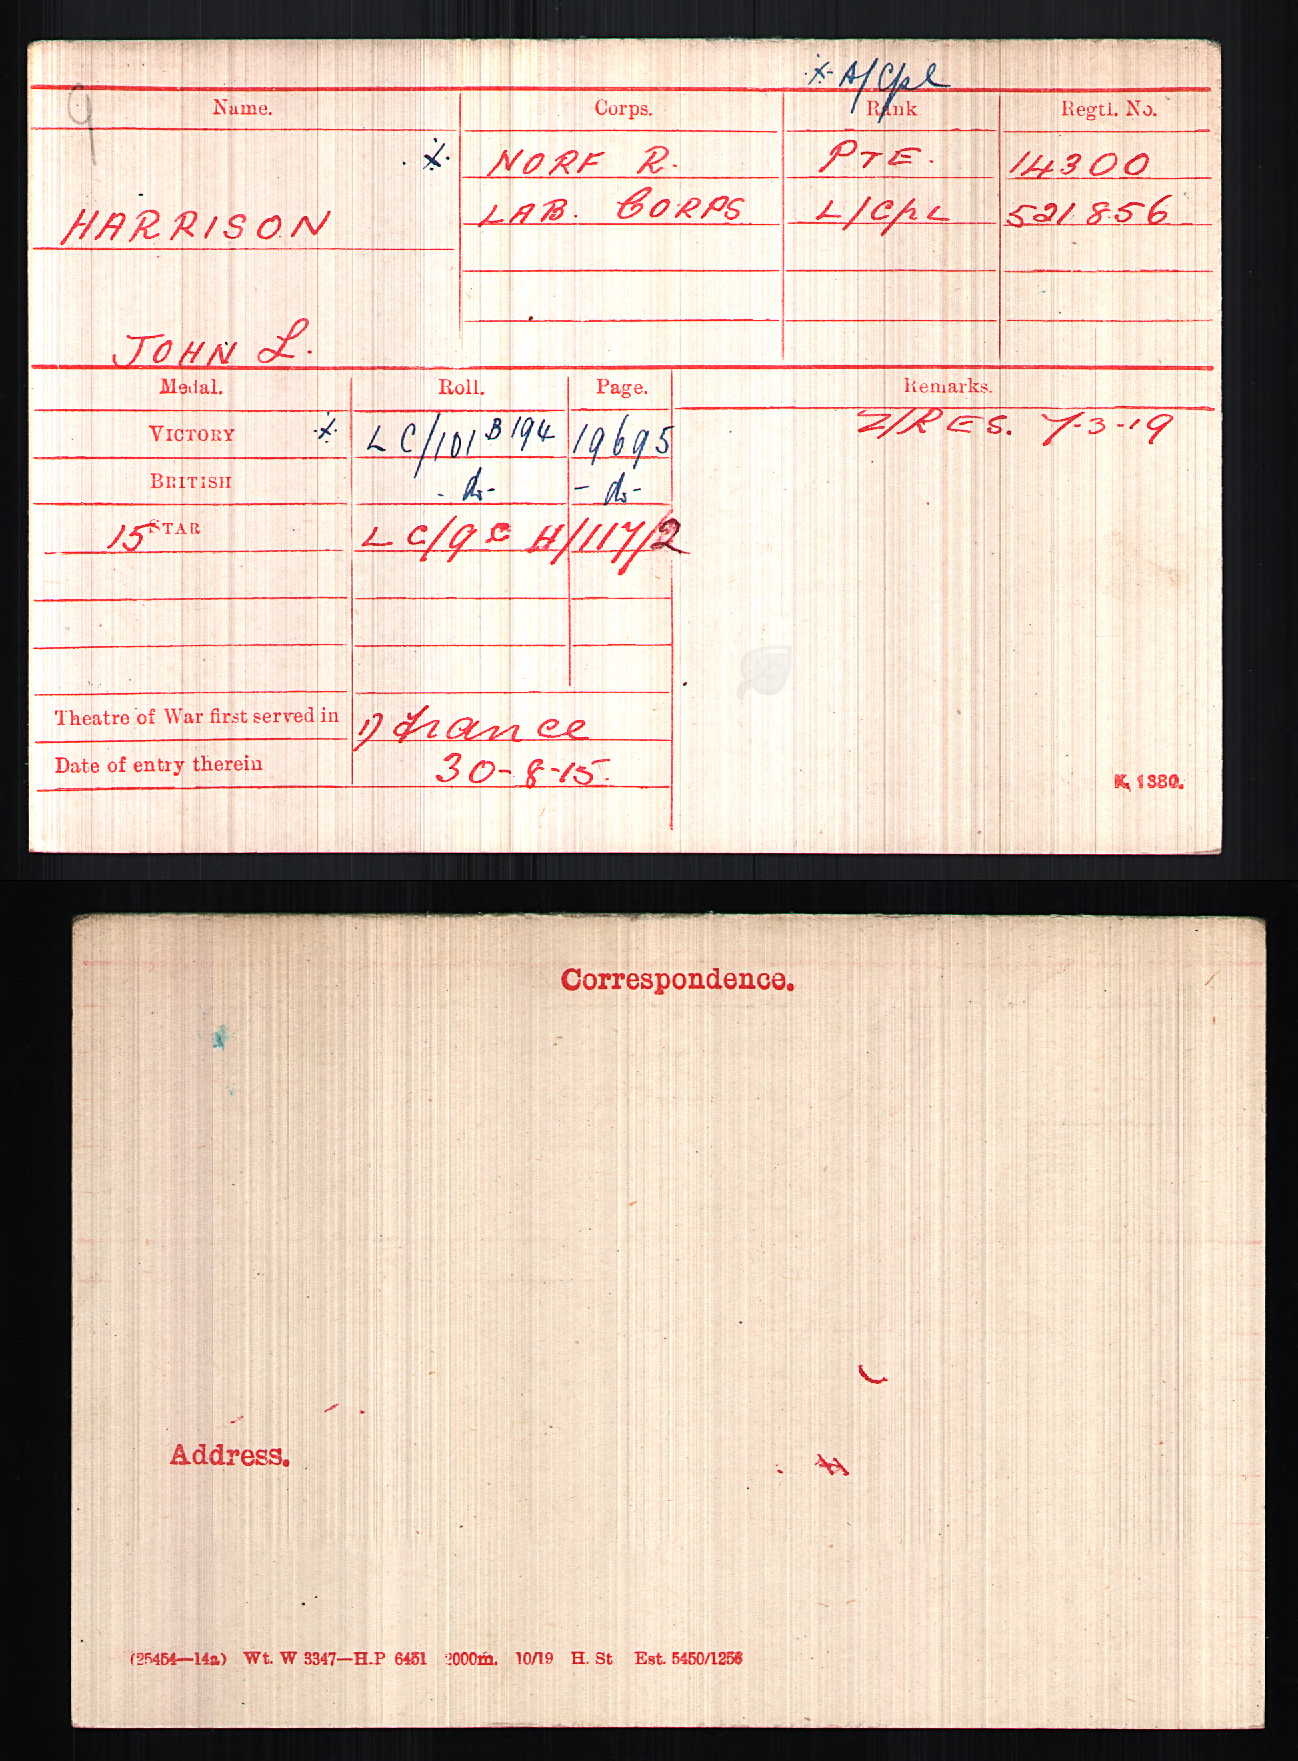 ·x· A/Cpl
9
Name. Corps. Rank Regtl. No.
·x· NORF R. PTE. 14300
HARRISON LAB. CORPS L/CpL 521856
JOHN L.
Medal. Roll. Page. Remarks.
VICTORY ·x· LC/101 B194 19695 Z/RES. 7-3-19
BRITISH - do- - do-
15 STAR LC/9 C H/117/2
Theatre of War first served in 1) France
Date of entry therein 30-8-15.
K. 1380.
Correspondence.
Address.
(25454—14a) Wt. W 3347—H.P 6451 2000m. 10/19 H. St Est. 5450/1256